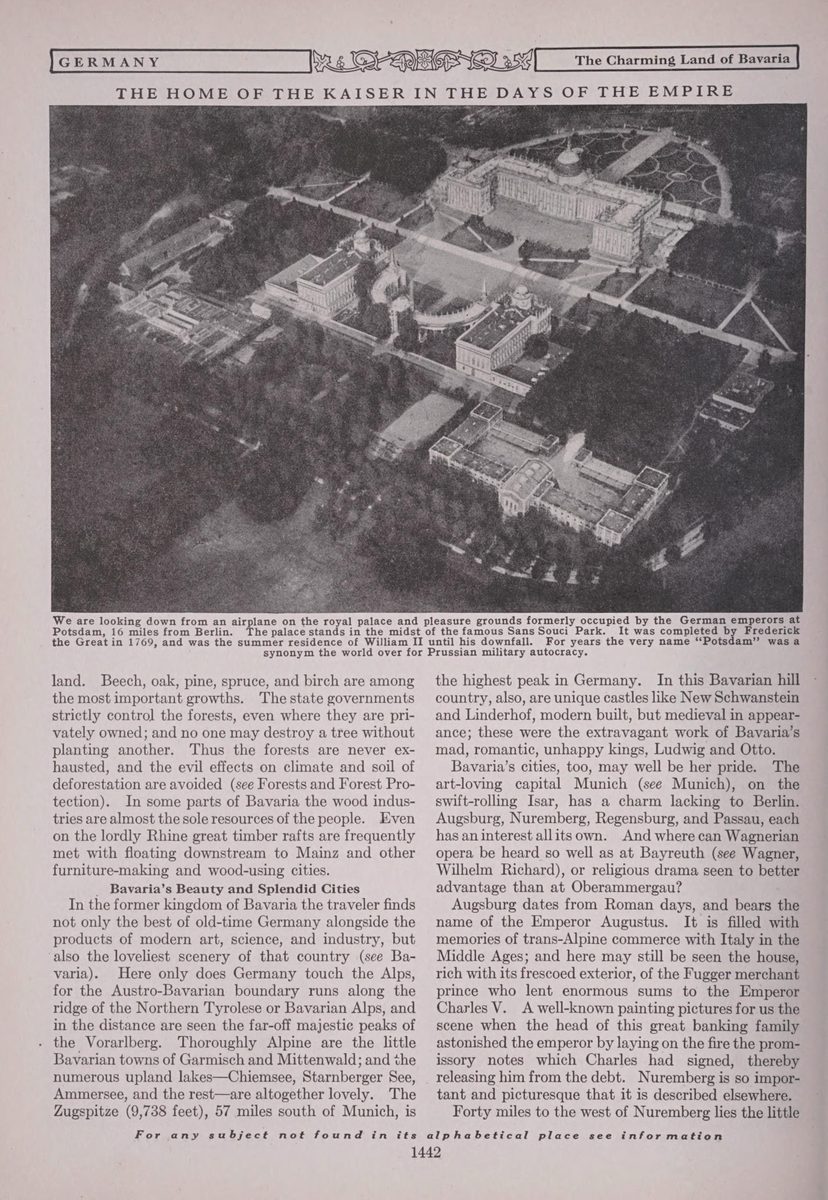 GERMANY
The Charming Land of Bavaria
THE HOME OF THE KAISER IN THE DAYS OF THE EMPIRE
We are looking down from an airplane on the royal palace and pleasure grounds formerly occupied by the German emperors at
Potsdam, 16 miles from Berlin. The palace stands in the midst of the famous Sans Souci Park. It was completed by Frederick
the Great in 1769, and was the summer residence of William II until his downfall. For years the very name "Potsdam" was a
synonym the world over for Prussian military autocracy.
land. Beech, oak, pine, spruce, and birch are among
the most important growths. The state governments
strictly control the forests, even where they are pri-
vately owned; and no one may destroy a tree without
planting another. Thus the forests are never ex-
hausted, and the evil effects on climate and soil of
deforestation are avoided (see Forests and Forest Pro-
tection). In some parts of Bavaria the wood indus-
tries are almost the sole resources of the people. Even
on the lordly Rhine great timber rafts are frequently
met with floating downstream to Mainz and other
furniture-making and wood-using cities.
Bavaria's Beauty and Splendid Cities
In the former kingdom of Bavaria the traveler finds
not only the best of old-time Germany alongside the
products of modern art, science, and industry, but
also the loveliest scenery of that country (see Ba-
varia). Here only does Germany touch the Alps,
for the Austro-Bavarian boundary runs along the
ridge of the Northern Tyrolese or Bavarian Alps, and
in the distance are seen the far-off majestic peaks of
the Vorarlberg. Thoroughly Alpine are the little
Bavarian towns of Garmisch and Mittenwald; and the
numerous upland lakes—Chiemsee, Starnberger See,
Ammersee, and the rest—are altogether lovely. The
Zugspitze (9,738 feet), 57 miles south of Munich, is
the highest peak in Germany. In this Bavarian hill
country, also, are unique castles like New Schwanstein
and Linderhof, modern built, but medieval in appear-
ance; these were the extravagant work of Bavaria's
mad, romantic, unhappy kings, Ludwig and Otto.
Bavaria's cities, too, may well be her pride. The
art-loving capital Munich (see Munich), on the
swift-rolling Isar, has a charm lacking to Berlin.
Augsburg, Nuremberg, Regensburg, and Passau, each
has an interest all its own. And where can Wagnerian
opera be heard so well as at Bayreuth (see Wagner,
Wilhelm Richard), or religious drama seen to better
advantage than at Oberammergau?
Augsburg dates from Roman days, and bears the
name of the Emperor Augustus. It is filled with
memories of trans-Alpine commerce with Italy in the
Middle Ages; and here may still be seen the house,
rich with its frescoed exterior, of the Fugger merchant
prince who lent enormous sums to the Emperor
Charles V. A well-known painting pictures for us the
scene when the head of this great banking family
astonished the emperor by laying on the fire the prom-
issory notes which Charles had signed, thereby
releasing him from the debt. Nuremberg is so impor-
tant and picturesque that it is described elsewhere.
Forty miles to the west of Nuremberg lies the little
For any subject not found in its alphabetical place see information
1442